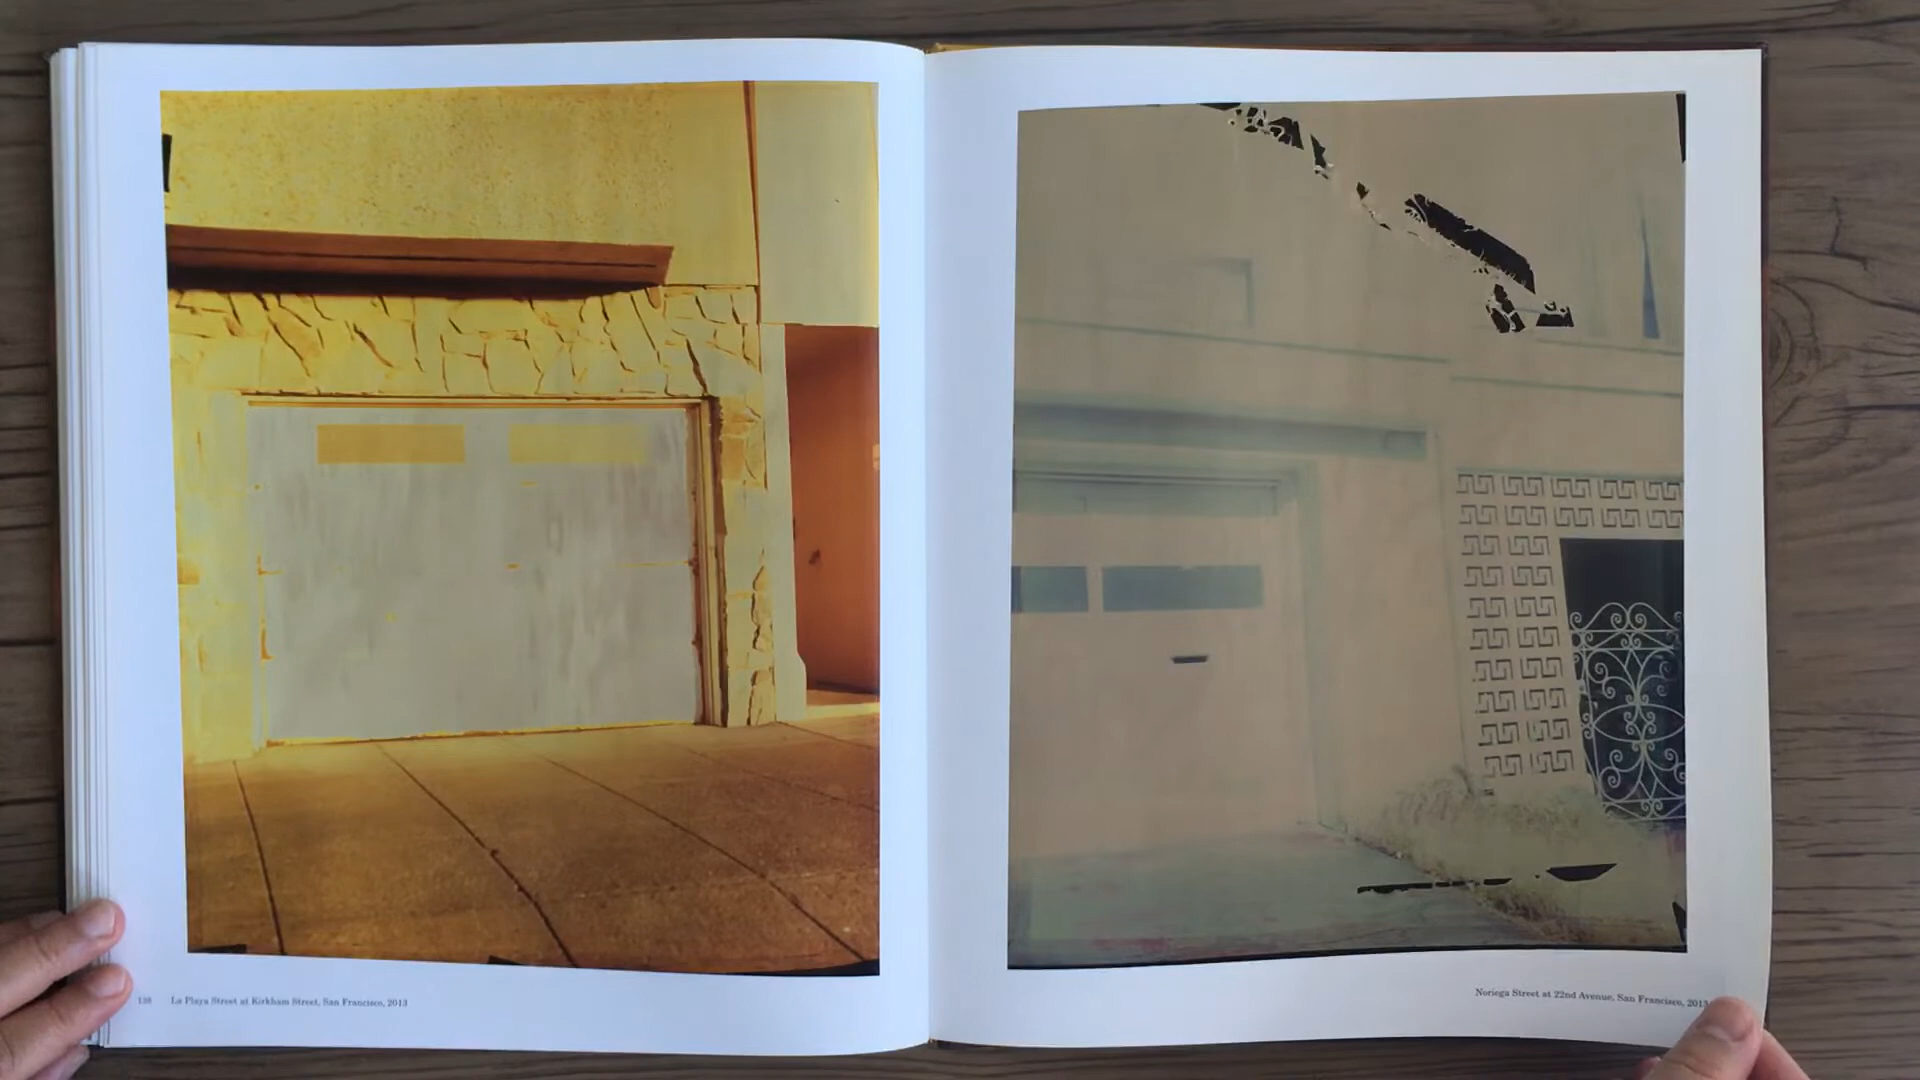 138 La Playa Street at Kirkham Street, San Francisco, 2013
Noriega Street at 22nd Avenue, San Francisco, 2013